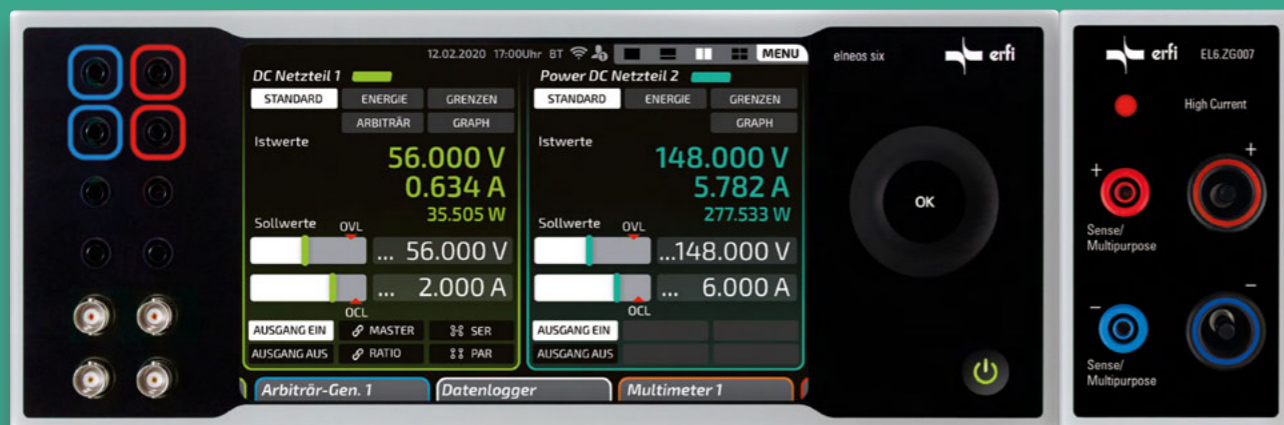 12.02.2020 17:00Uhr BT MENU
DC Netzteil 1
STANDARD ENERGIE GRENZEN
ARBITRÄR GRAPH
Istwerte
56.000 V
0.634 A
35.505 W
Sollwerte OVL
... 56.000 V
... 2.000 A
OCL
AUSGANG EIN MASTER SER
AUSGANG AUS RATIO PAR
Power DC Netzteil 2
STANDARD ENERGIE GRENZEN
GRAPH
Istwerte
148.000 V
5.782 A
277.533 W
Sollwerte OVL
...148.000 V
... 6.000 A
OCL
AUSGANG EIN
AUSGANG AUS
Arbiträr-Gen. 1 Datenlogger Multimeter 1
elneos six erfi
OK
erfi EL6.ZG007
High Current
+ +
Sense/
Multipurpose
– –
Sense/
Multipurpose